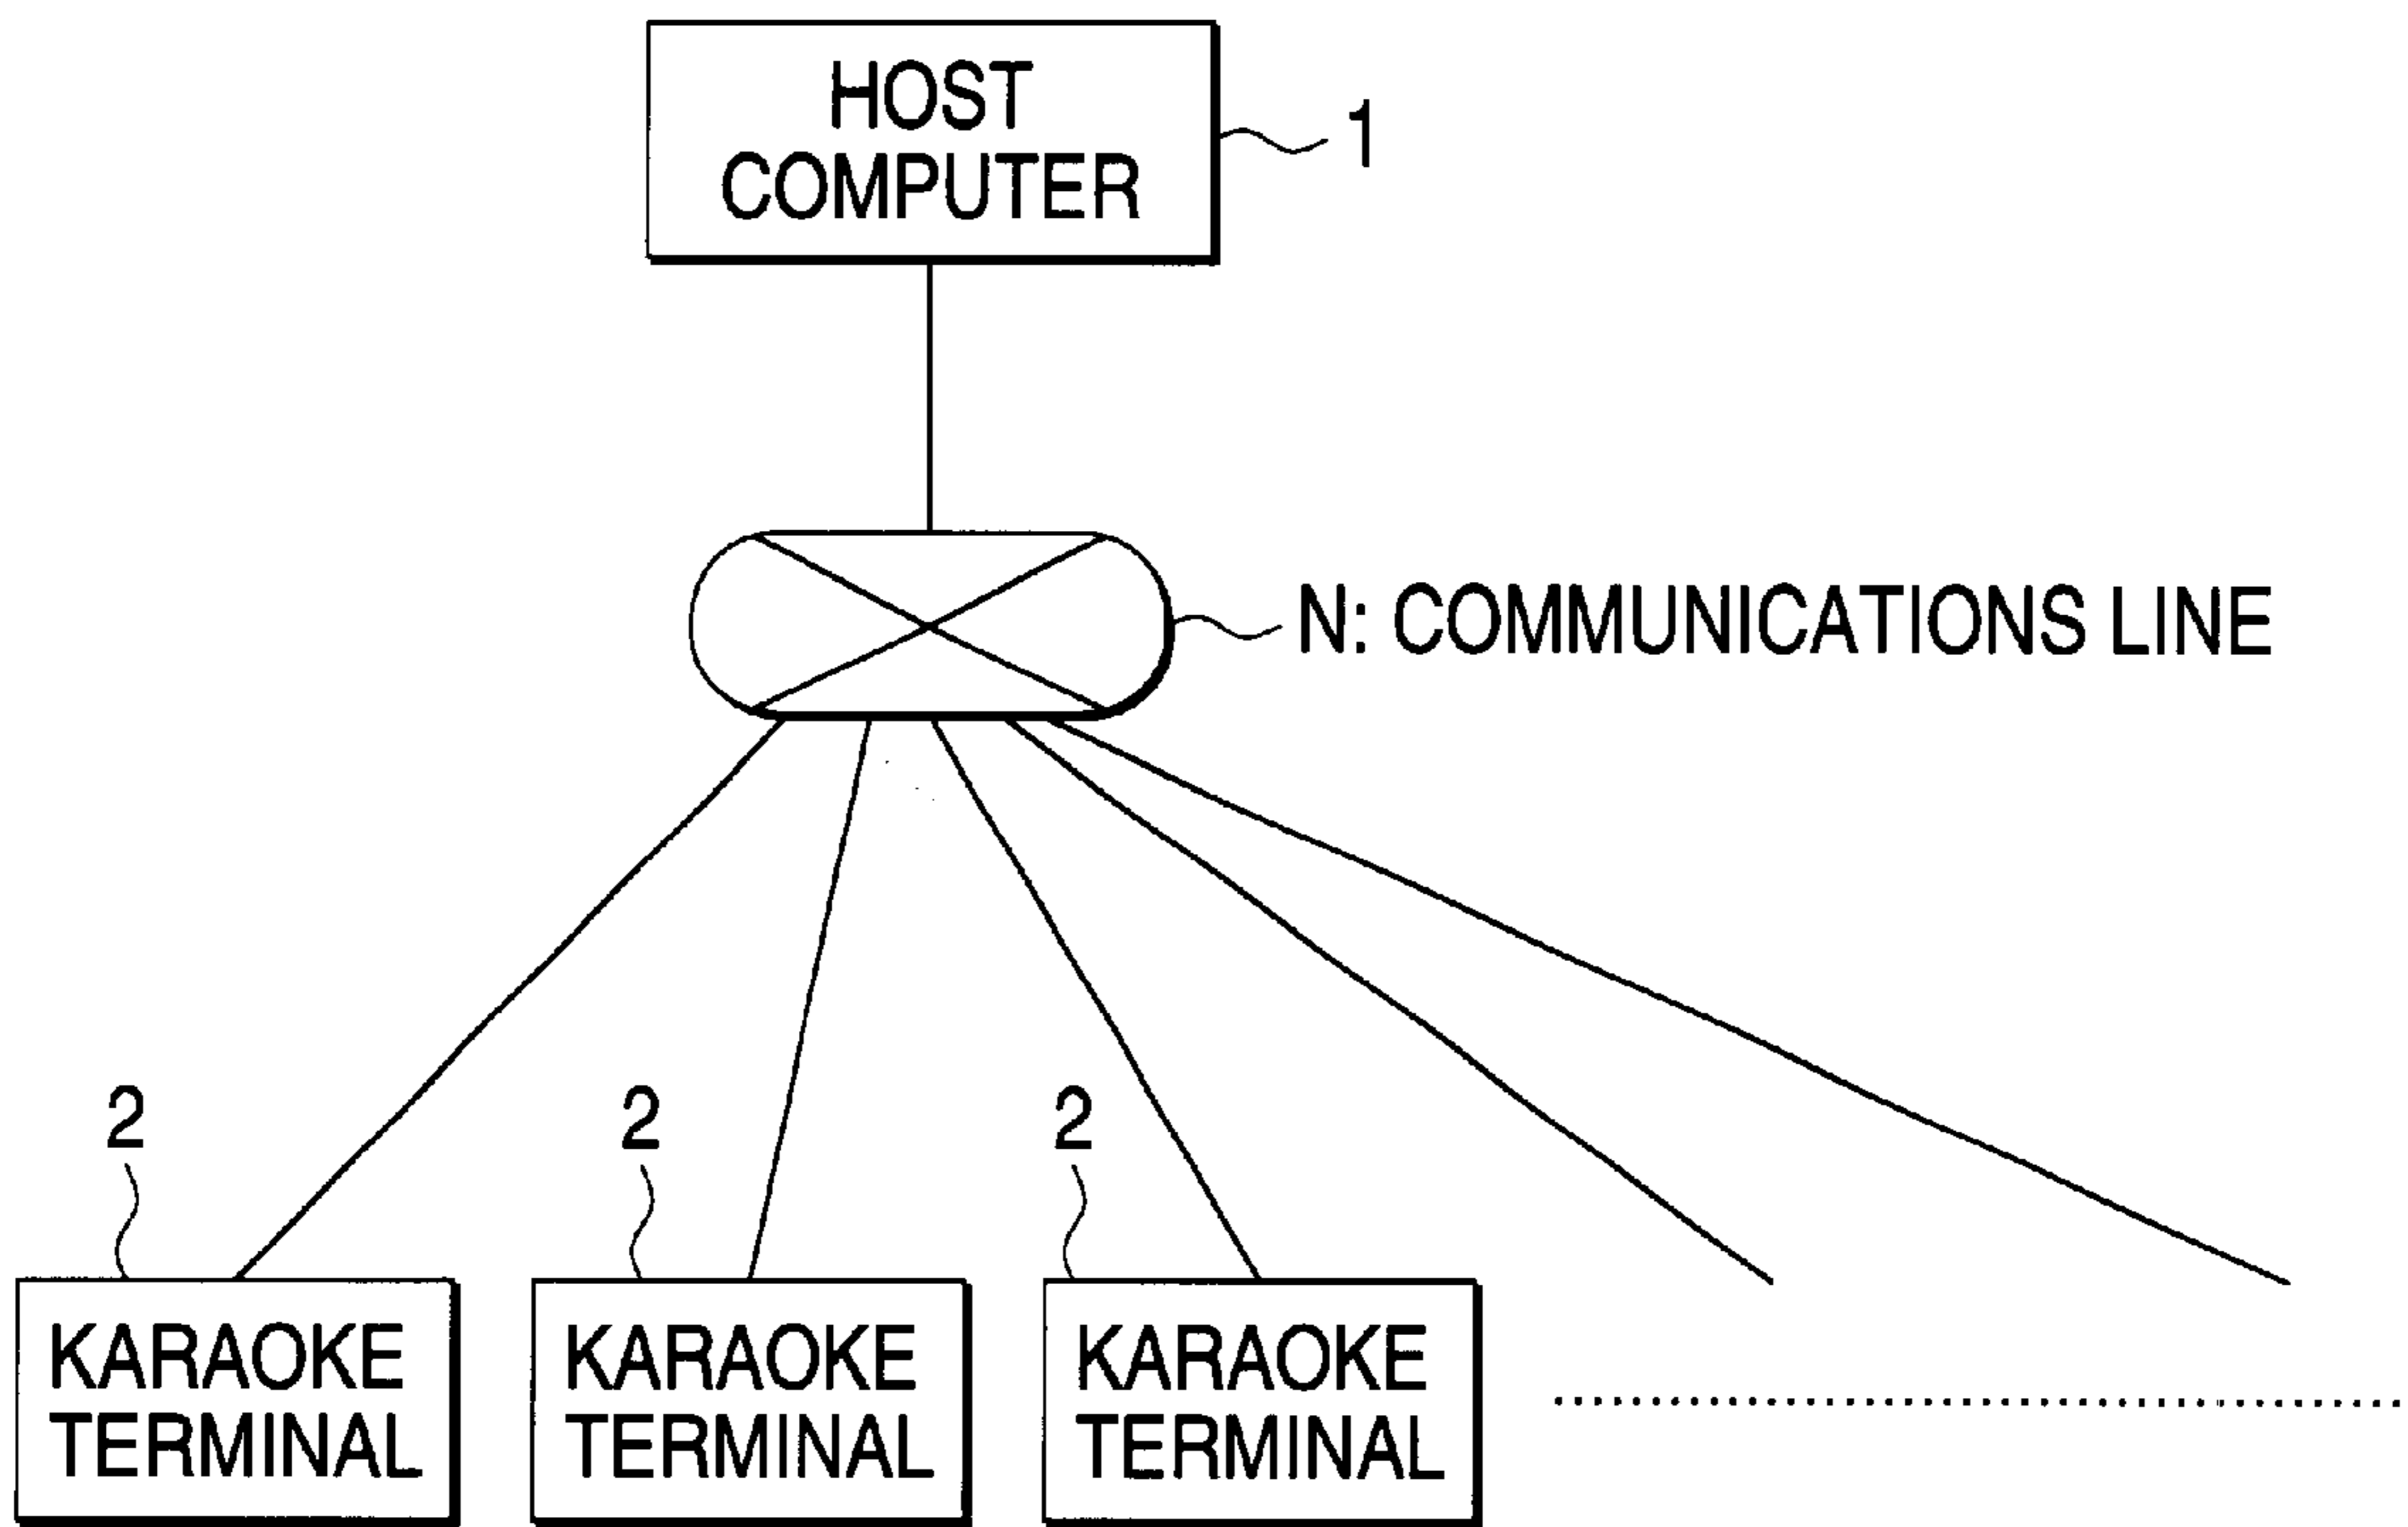 HOST
COMPUTER
1
N: COMMUNICATIONS LINE
2
2
2
KARAOKE
TERMINAL
KARAOKE
TERMINAL
KARAOKE
TERMINAL